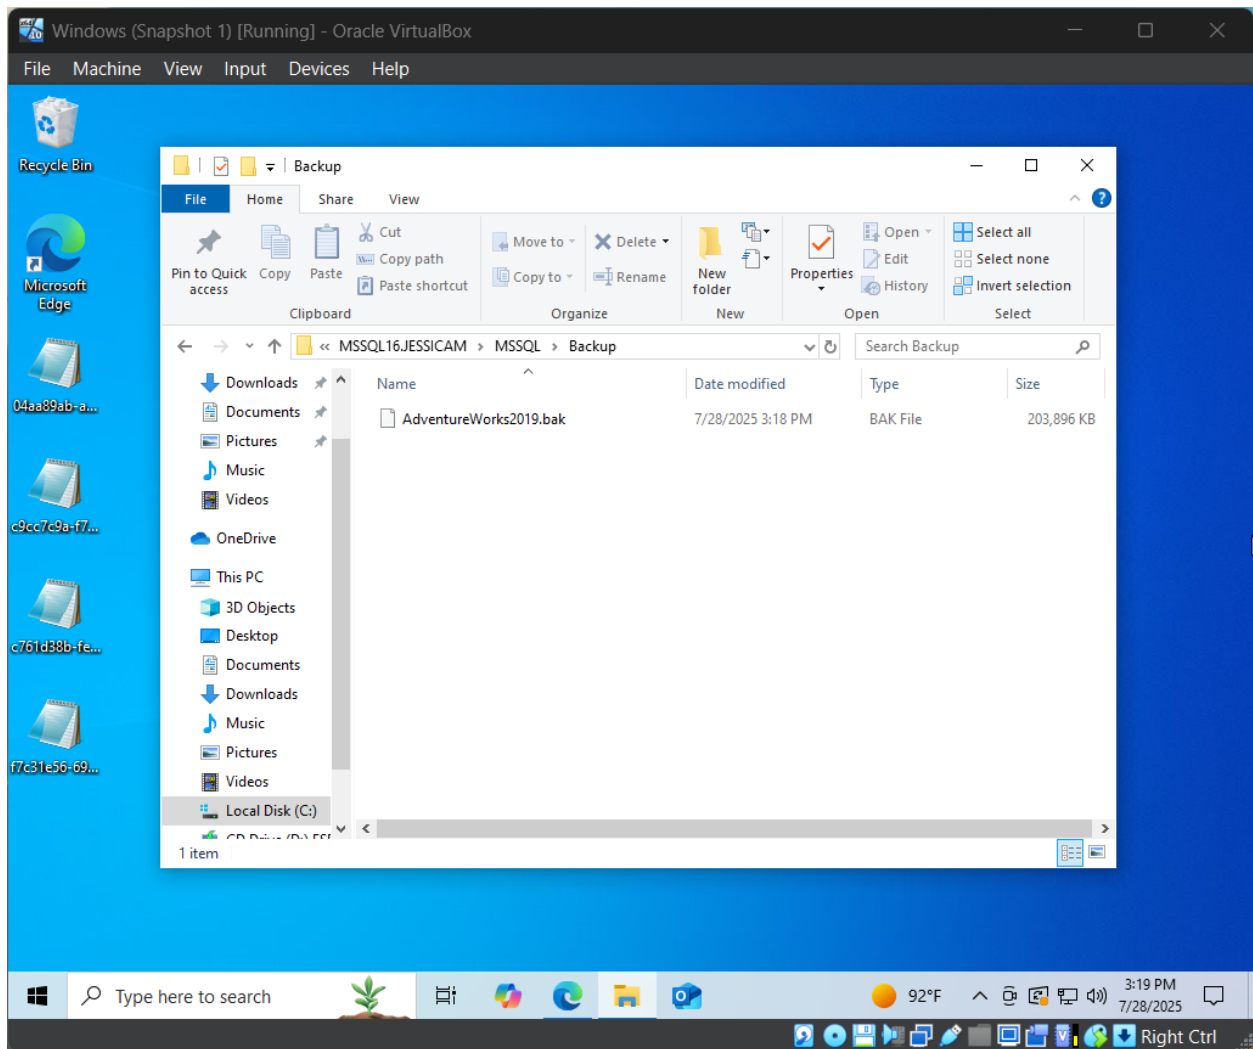 Windows (Snapshot 1) [Running] - Oracle VirtualBox
File Machine View Input Devices Help
Recycle Bin
Microsoft Edge
04aa89ab-a...
c9cc7c9a-f7...
c761d38b-fe...
f7c31e56-69...
Backup
File Home Share View
Pin to Quick access
Copy
Paste
Cut
Copy path
Paste shortcut
Clipboard
Move to
Copy to
Delete
Rename
Organize
New folder
New
Properties
Open
Edit
History
Open
Select all
Select none
Invert selection
Select
« MSSQL16.JESSICAM › MSSQL › Backup
Search Backup
Downloads
Documents
Pictures
Music
Videos
OneDrive
This PC
3D Objects
Desktop
Documents
Downloads
Music
Pictures
Videos
Local Disk (C:)
Name Date modified Type Size
AdventureWorks2019.bak 7/28/2025 3:18 PM BAK File 203,896 KB
1 item
Type here to search
92°F
3:19 PM
7/28/2025
Right Ctrl